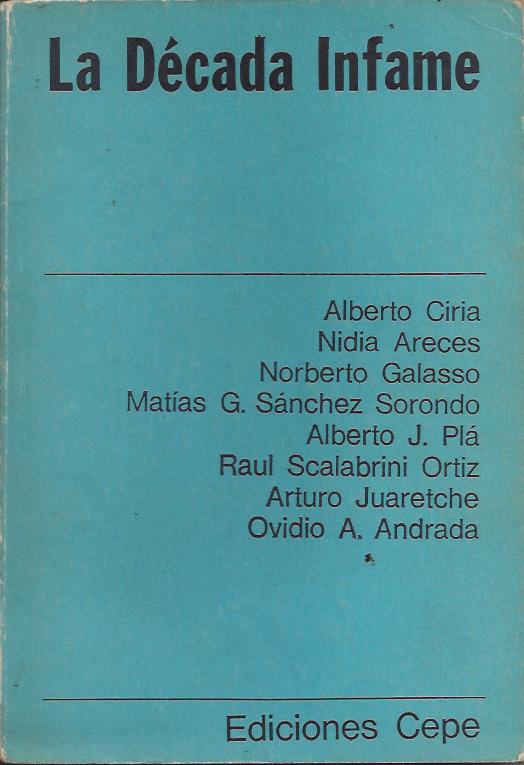 La Década Infame
Alberto Ciria
Nidia Areces
Norberto Galasso
Matías G. Sánchez Sorondo
Alberto J. Plá
Raul Scalabrini Ortiz
Arturo Juaretche
Ovidio A. Andrada
Ediciones Cepe